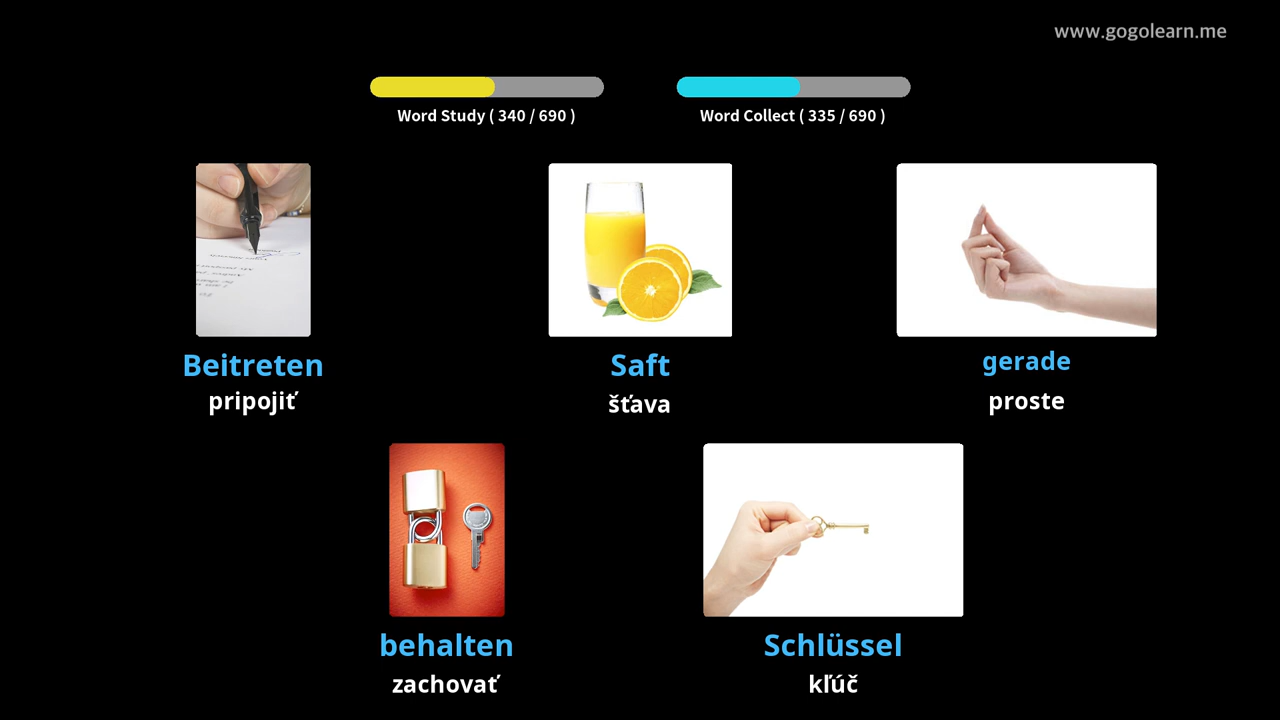 www.gogolearn.me
Word Study ( 340 / 690 )
Word Collect ( 335 / 690 )
Beitreten
pripojiť
Saft
šťava
gerade
proste
behalten
zachovať
Schlüssel
kľúč